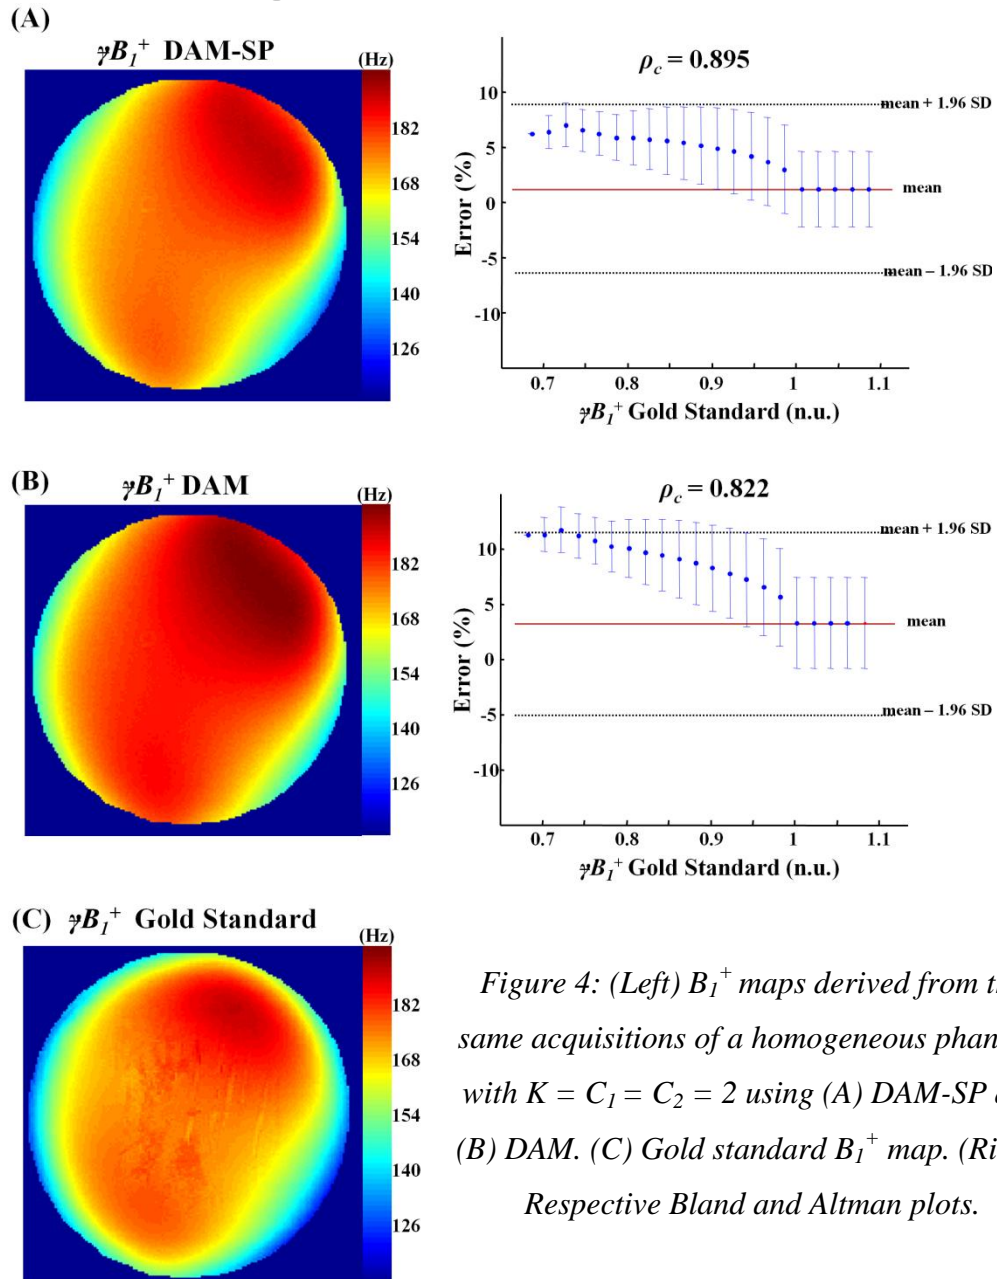 (A)
γB₁⁺ DAM-SP
(Hz)
182
168
154
140
126
ρc = 0.895
10
5
0
-5
-10
Error (%)
mean + 1.96 SD
mean
mean – 1.96 SD
0.7 0.8 0.9 1 1.1
γB₁⁺ Gold Standard (n.u.)
(B)
γB₁⁺ DAM
(Hz)
182
168
154
140
126
ρc = 0.822
10
5
0
-5
-10
Error (%)
mean + 1.96 SD
mean
mean – 1.96 SD
0.7 0.8 0.9 1 1.1
γB₁⁺ Gold Standard (n.u.)
(C) γB₁⁺ Gold Standard
(Hz)
182
168
154
140
126
Figure 4: (Left) B₁⁺ maps derived from
same acquisitions of a homogeneous
with K = C₁ = C₂ = 2 using (A) DAM-SP
(B) DAM. (C) Gold standard B₁⁺ map.
Respective Bland and Altman plots.